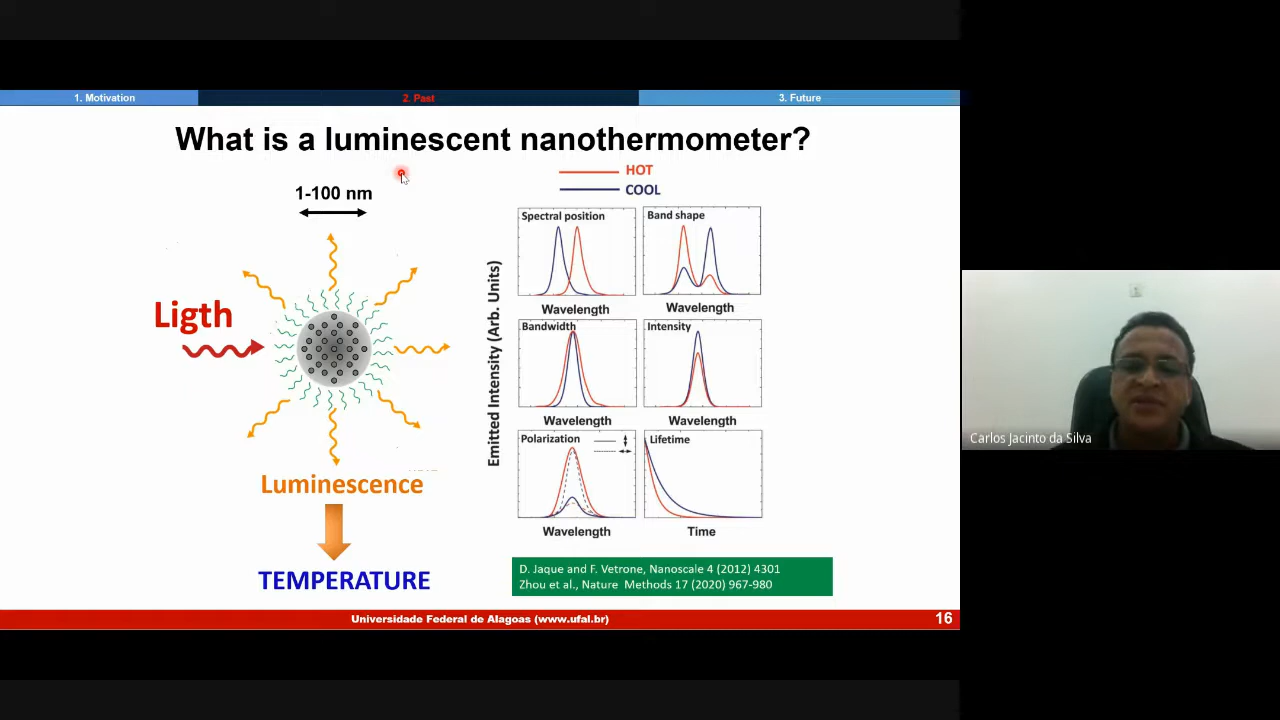 1. Motivation
2. Past
3. Future
What is a luminescent nanothermometer?
1-100 nm
Ligth
Luminescence
TEMPERATURE
HOT
COOL
Emitted Intensity (Arb. Units)
Spectral position
Wavelength
Band shape
Wavelength
Bandwidth
Wavelength
Intensity
Wavelength
Polarization
Wavelength
Lifetime
Time
D. Jaque and F. Vetrone, Nanoscale 4 (2012) 4301
Zhou et al., Nature Methods 17 (2020) 967-980
Universidade Federal de Alagoas (www.ufal.br)
16
Carlos Jacinto da Silva